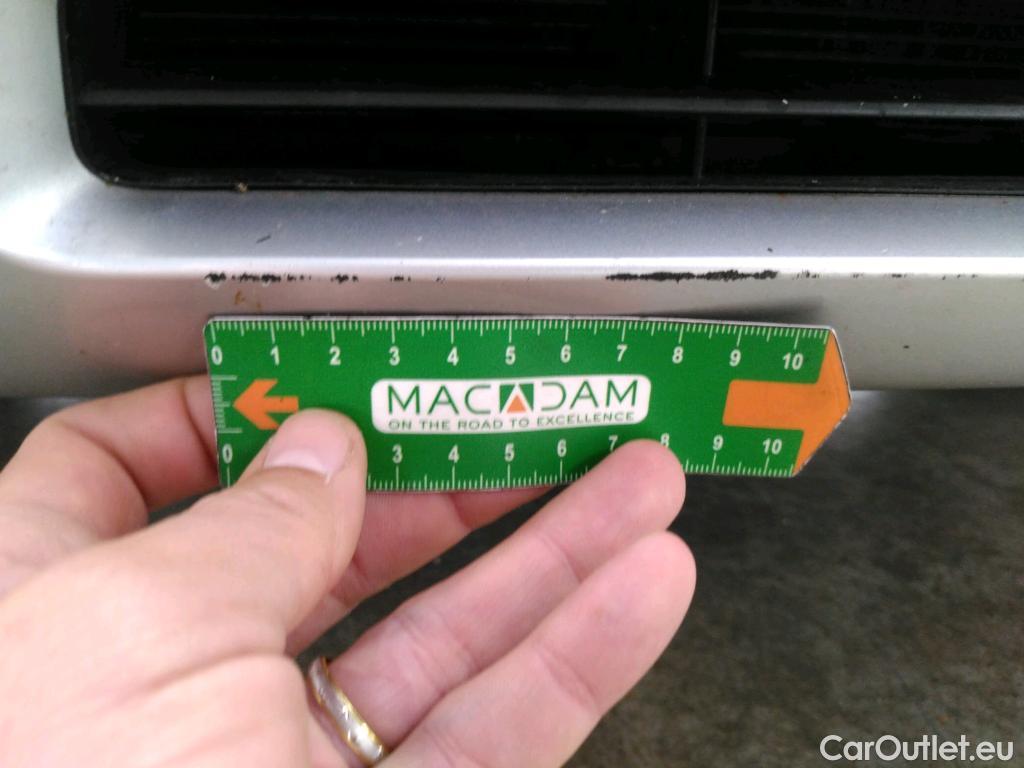 0 1 2 3 4 5 6 7 8 9 10
MACADAM
ON THE ROAD TO EXCELLENCE
0 3 4 5 6 7 8 9 10
CarOutlet.eu